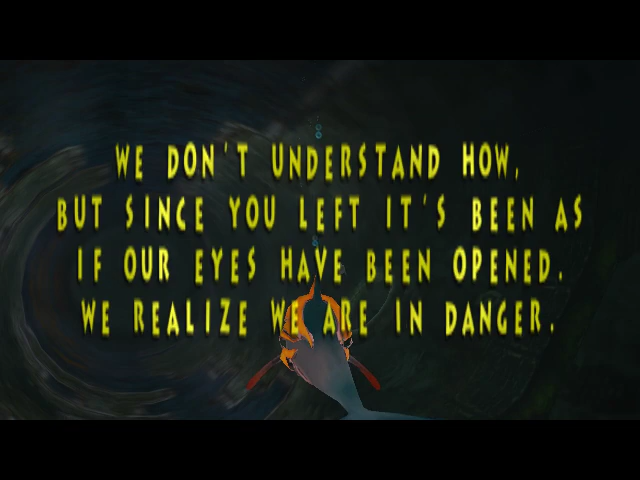 WE DON'T UNDERSTAND HOW,
BUT SINCE YOU LEFT IT'S BEEN AS
IF OUR EYES HAVE BEEN OPENED.
WE REALIZE WE ARE IN DANGER.